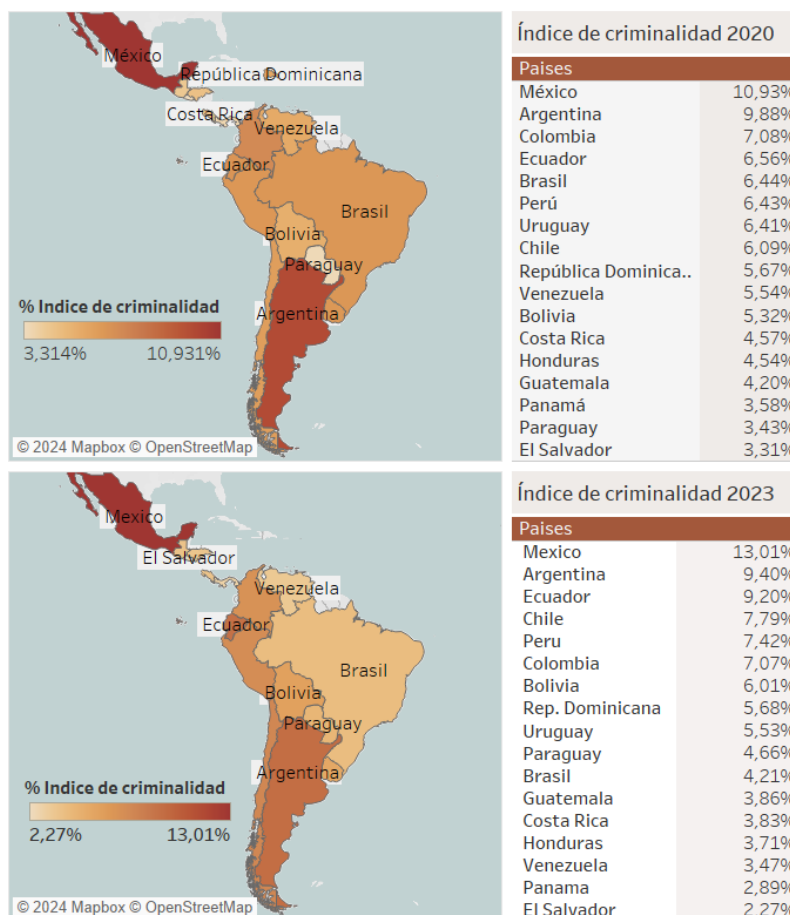 México
República Dominicana
Costa Rica
Venezuela
Ecuador
Brasil
Bolivia
Paraguay
Argentina
% Indice de criminalidad
3,314% 10,931%
© 2024 Mapbox © OpenStreetMap
Índice de criminalidad 2020
Paises
México 10,93%
Argentina 9,88%
Colombia 7,08%
Ecuador 6,56%
Brasil 6,44%
Perú 6,43%
Uruguay 6,41%
Chile 6,09%
República Dominica.. 5,67%
Venezuela 5,54%
Bolivia 5,32%
Costa Rica 4,57%
Honduras 4,54%
Guatemala 4,20%
Panamá 3,58%
Paraguay 3,43%
El Salvador 3,31%
Mexico
El Salvador
Venezuela
Ecuador
Brasil
Bolivia
Paraguay
Argentina
% Indice de criminalidad
2,27% 13,01%
© 2024 Mapbox © OpenStreetMap
Índice de criminalidad 2023
Paises
Mexico 13,01%
Argentina 9,40%
Ecuador 9,20%
Chile 7,79%
Peru 7,42%
Colombia 7,07%
Bolivia 6,01%
Rep. Dominicana 5,68%
Uruguay 5,53%
Paraguay 4,66%
Brasil 4,21%
Guatemala 3,86%
Costa Rica 3,83%
Honduras 3,71%
Venezuela 3,47%
Panama 2,89%
El Salvador 2,27%